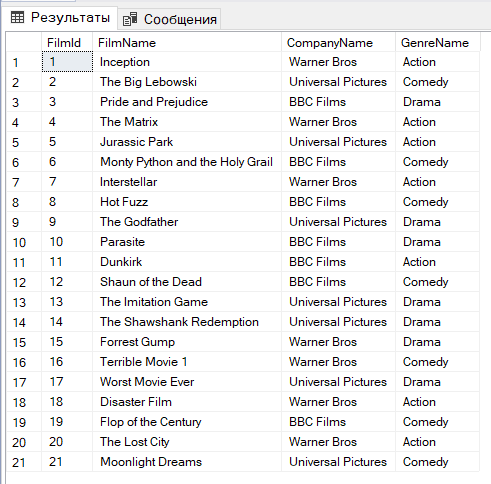 Результаты Сообщения
FilmId FilmName CompanyName GenreName
1 1 Inception Warner Bros Action
2 2 The Big Lebowski Universal Pictures Comedy
3 3 Pride and Prejudice BBC Films Drama
4 4 The Matrix Warner Bros Action
5 5 Jurassic Park Universal Pictures Action
6 6 Monty Python and the Holy Grail BBC Films Comedy
7 7 Interstellar Warner Bros Action
8 8 Hot Fuzz BBC Films Comedy
9 9 The Godfather Universal Pictures Drama
10 10 Parasite BBC Films Drama
11 11 Dunkirk BBC Films Action
12 12 Shaun of the Dead BBC Films Comedy
13 13 The Imitation Game Universal Pictures Drama
14 14 The Shawshank Redemption Universal Pictures Drama
15 15 Forrest Gump Warner Bros Drama
16 16 Terrible Movie 1 Warner Bros Comedy
17 17 Worst Movie Ever Universal Pictures Drama
18 18 Disaster Film Warner Bros Action
19 19 Flop of the Century BBC Films Comedy
20 20 The Lost City Warner Bros Action
21 21 Moonlight Dreams Universal Pictures Comedy